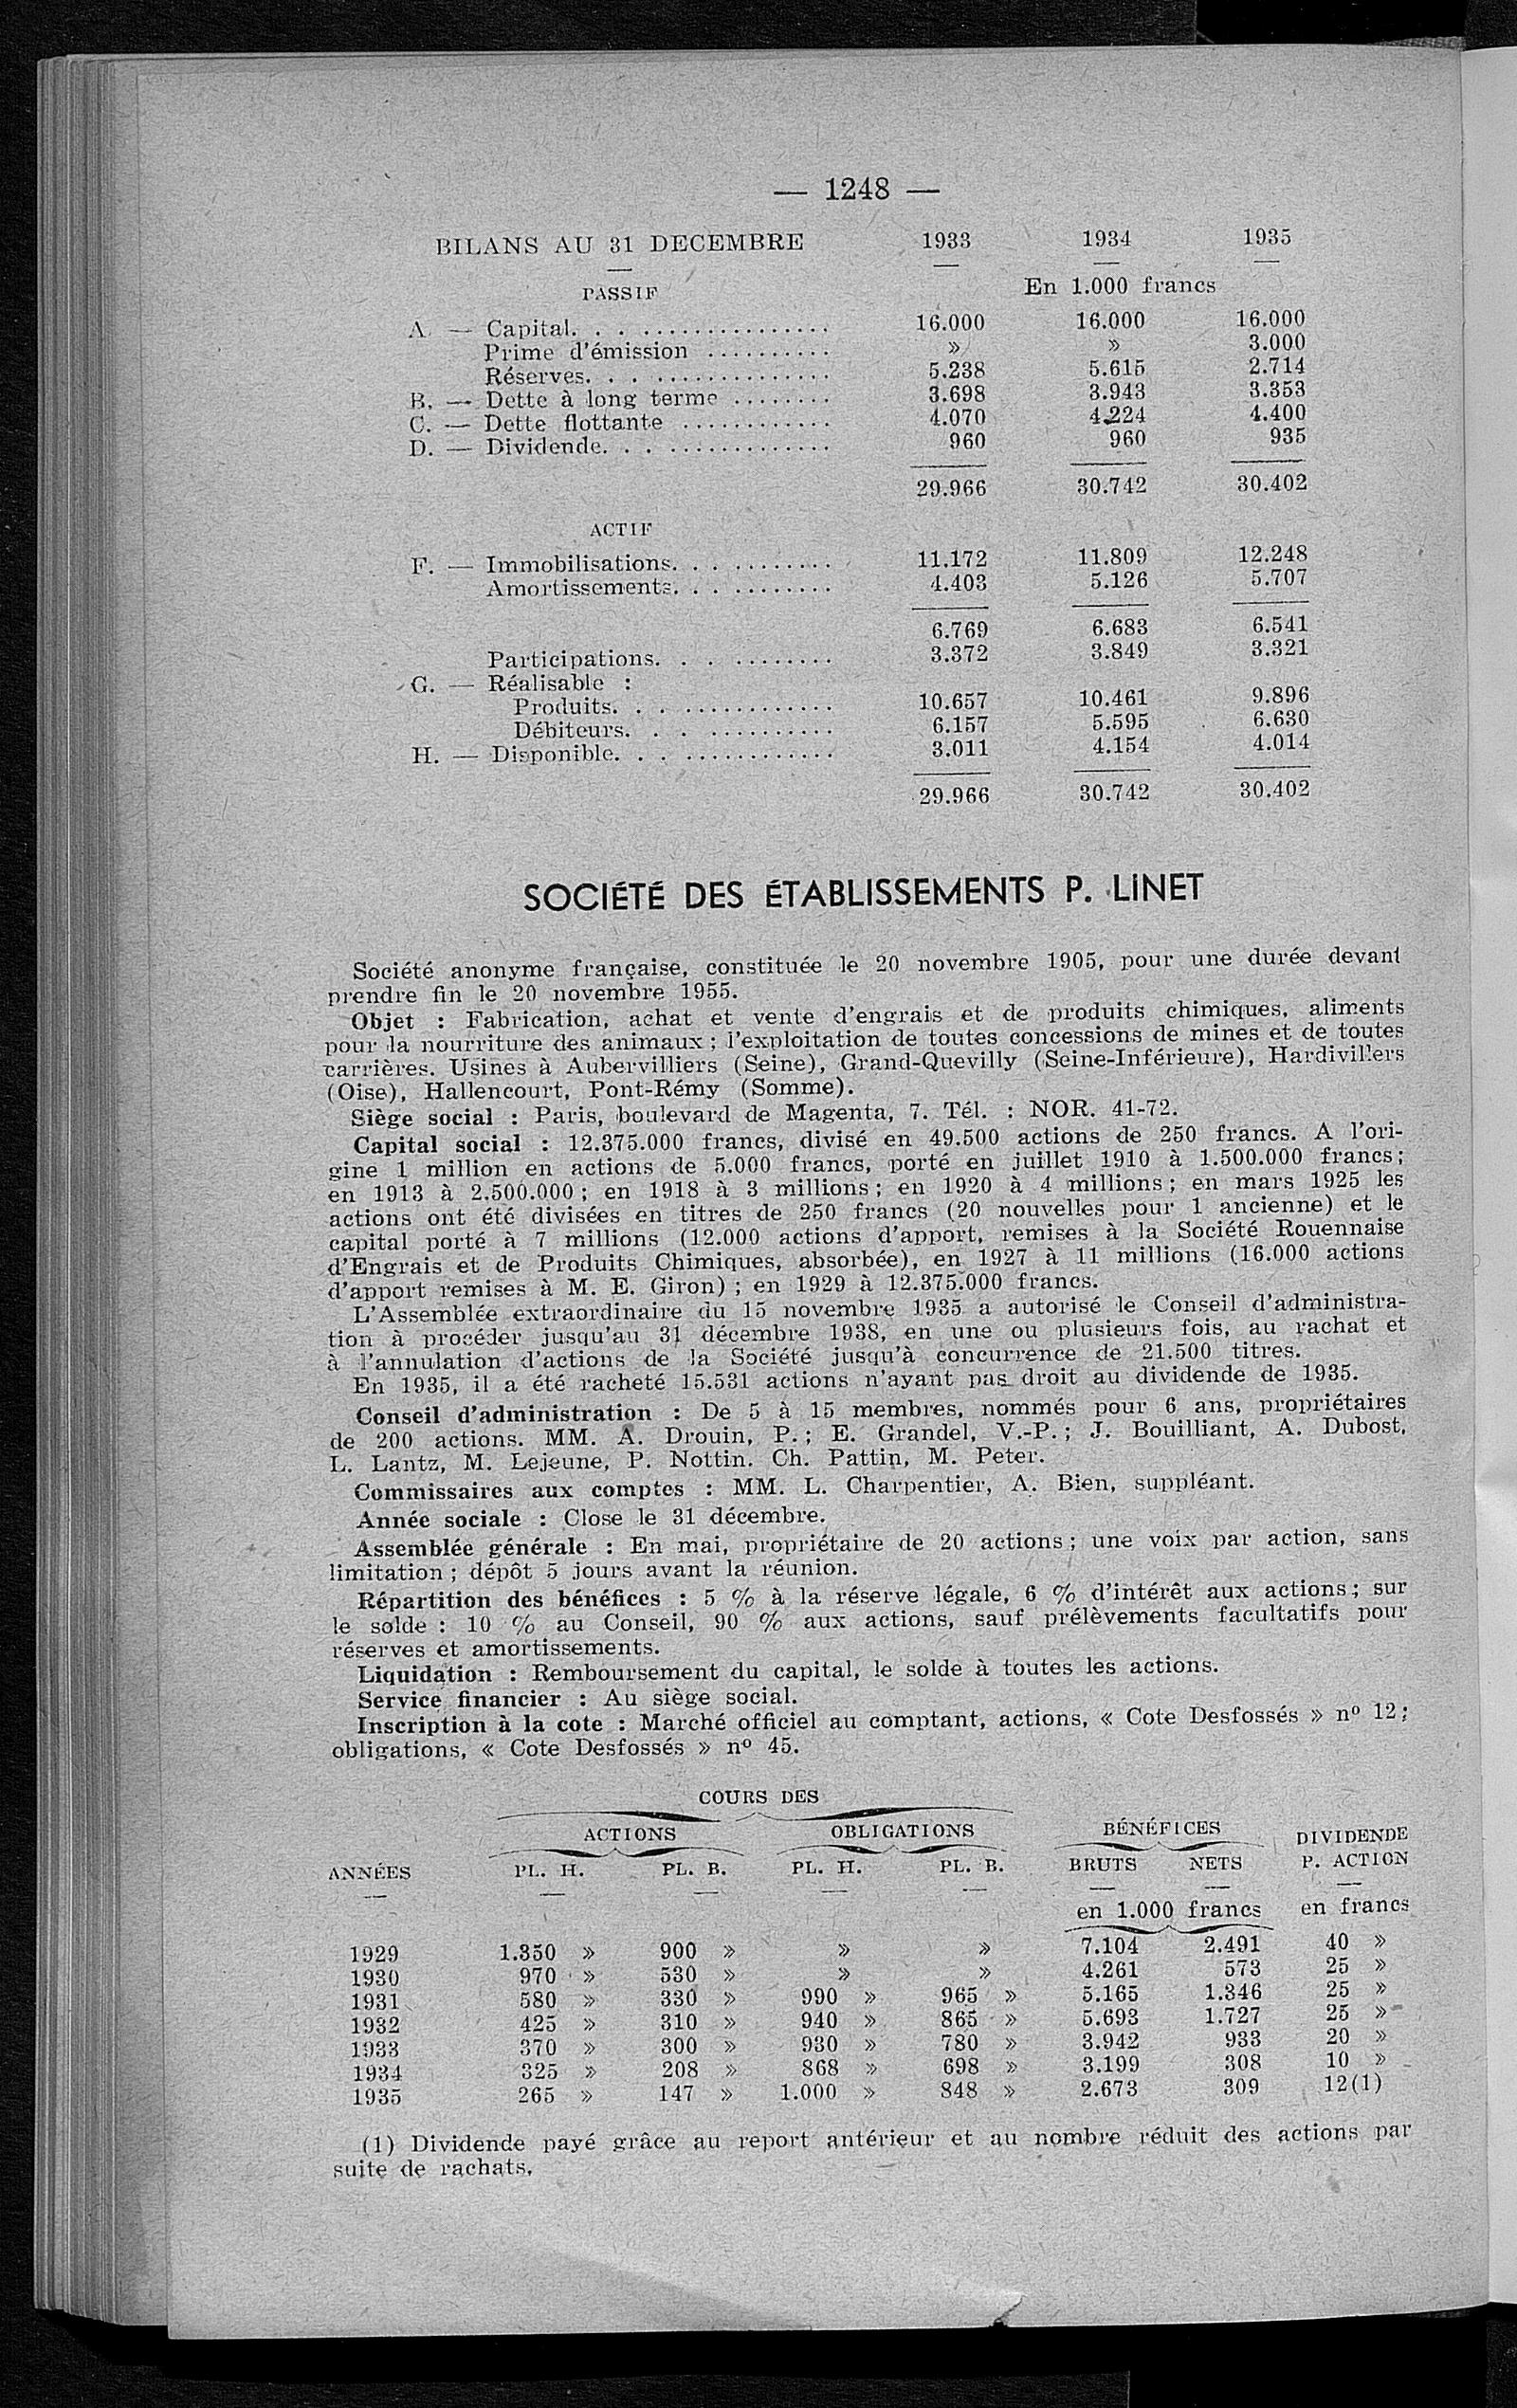 — 1248 —
BILANS AU 31 DECEMBRE 1933 1934 1935
PASSIF En 1.000 francs
A. — Capital. . . . . . . . . . . . . . . . . . 16.000 16.000 16.000
Prime d'émission . . . . . . . . . . » » 3.000
Réserves. . . . . . . . . . . . . . . . . 5.238 5.615 2.714
B. — Dette à long terme . . . . . . . . 3.698 3.943 3.353
C. — Dette flottante . . . . . . . . . . . . 4.070 4.224 4.400
D. — Dividende. . . . . . . . . . . . . . . . 960 960 935
29.966 30.742 30.402
ACTIF
F. — Immobilisations. . . . . . . . . . . . 11.172 11.809 12.248
Amortissements. . . . . . . . . . . . 4.403 5.126 5.707
6.769 6.683 6.541
Participations. . . . . . . . . . . . 3.372 3.849 3.321
G. — Réalisable :
Produits. . . . . . . . . . . . . . . 10.657 10.461 9.896
Débiteurs. . . . . . . . . . . . . . 6.157 5.595 6.630
H. — Disponible. . . . . . . . . . . . . . . 3.011 4.154 4.014
29.966 30.742 30.402
SOCIÉTÉ DES ÉTABLISSEMENTS P. LINET
Société anonyme française, constituée le 20 novembre 1905, pour une durée devant
prendre fin le 20 novembre 1955.
Objet : Fabrication, achat et vente d'engrais et de produits chimiques, aliments
pour la nourriture des animaux ; l'exploitation de toutes concessions de mines et de toutes
carrières. Usines à Aubervilliers (Seine), Grand-Quevilly (Seine-Inférieure), Hardivillers
(Oise), Hallencourt, Pont-Rémy (Somme).
Siège social : Paris, boulevard de Magenta, 7. Tél. : NOR. 41-72.
Capital social : 12.375.000 francs, divisé en 49.500 actions de 250 francs. A l'ori-
gine 1 million en actions de 5.000 francs, porté en juillet 1910 à 1.500.000 francs;
en 1913 à 2.500.000 ; en 1918 à 3 millions ; en 1920 à 4 millions ; en mars 1925 les
actions ont été divisées en titres de 250 francs (20 nouvelles pour 1 ancienne) et le
capital porté à 7 millions (12.000 actions d'apport, remises à la Société Rouennaise
d'Engrais et de Produits Chimiques, absorbée), en 1927 à 11 millions (16.000 actions
d'apport remises à M. E. Giron) ; en 1929 à 12.375.000 francs.
L'Assemblée extraordinaire du 15 novembre 1935 a autorisé le Conseil d'administra-
tion à procéder jusqu'au 31 décembre 1938, en une ou plusieurs fois, au rachat et
à l'annulation d'actions de la Société jusqu'à concurrence de 21.500 titres.
En 1935, il a été racheté 15.531 actions n'ayant pas droit au dividende de 1935.
Conseil d'administration : De 5 à 15 membres, nommés pour 6 ans, propriétaires
de 200 actions. MM. A. Drouin, P. ; E. Grandel, V.-P. ; J. Bouilliant, A. Dubost,
L. Lantz, M. Lejeune, P. Nottin. Ch. Pattin, M. Peter.
Commissaires aux comptes : MM. L. Charpentier, A. Bien, suppléant.
Année sociale : Close le 31 décembre.
Assemblée générale : En mai, propriétaire de 20 actions ; une voix par action, sans
limitation ; dépôt 5 jours avant la réunion.
Répartition des bénéfices : 5 % à la réserve légale, 6 % d'intérêt aux actions ; sur
le solde : 10 % au Conseil, 90 % aux actions, sauf prélèvements facultatifs pour
réserves et amortissements.
Liquidation : Remboursement du capital, le solde à toutes les actions.
Service financier : Au siège social.
Inscription à la cote : Marché officiel au comptant, actions, « Cote Desfossés » nº 12 ;
obligations, « Cote Desfossés » nº 45.
COURS DES
ACTIONS OBLIGATIONS BÉNÉFICES DIVIDENDE
ANNÉES PL. H. PL. B. PL. H. PL. B. BRUTS NETS P. ACTION
en 1.000 francs en francs
1929 1.350 » 900 » » » 7.104 2.491 40 »
1930 970 » 530 » » » 4.261 573 25 »
1931 580 » 330 » 990 » 965 » 5.165 1.346 25 »
1932 425 » 310 » 940 » 865 » 5.693 1.727 25 »
1933 370 » 300 » 930 » 780 » 3.942 933 20 »
1934 325 » 208 » 868 » 698 » 3.199 308 10 »
1935 265 » 147 » 1.000 » 848 » 2.673 309 12(1)
(1) Dividende payé grâce au report antérieur et au nombre réduit des actions par
suite de rachats.